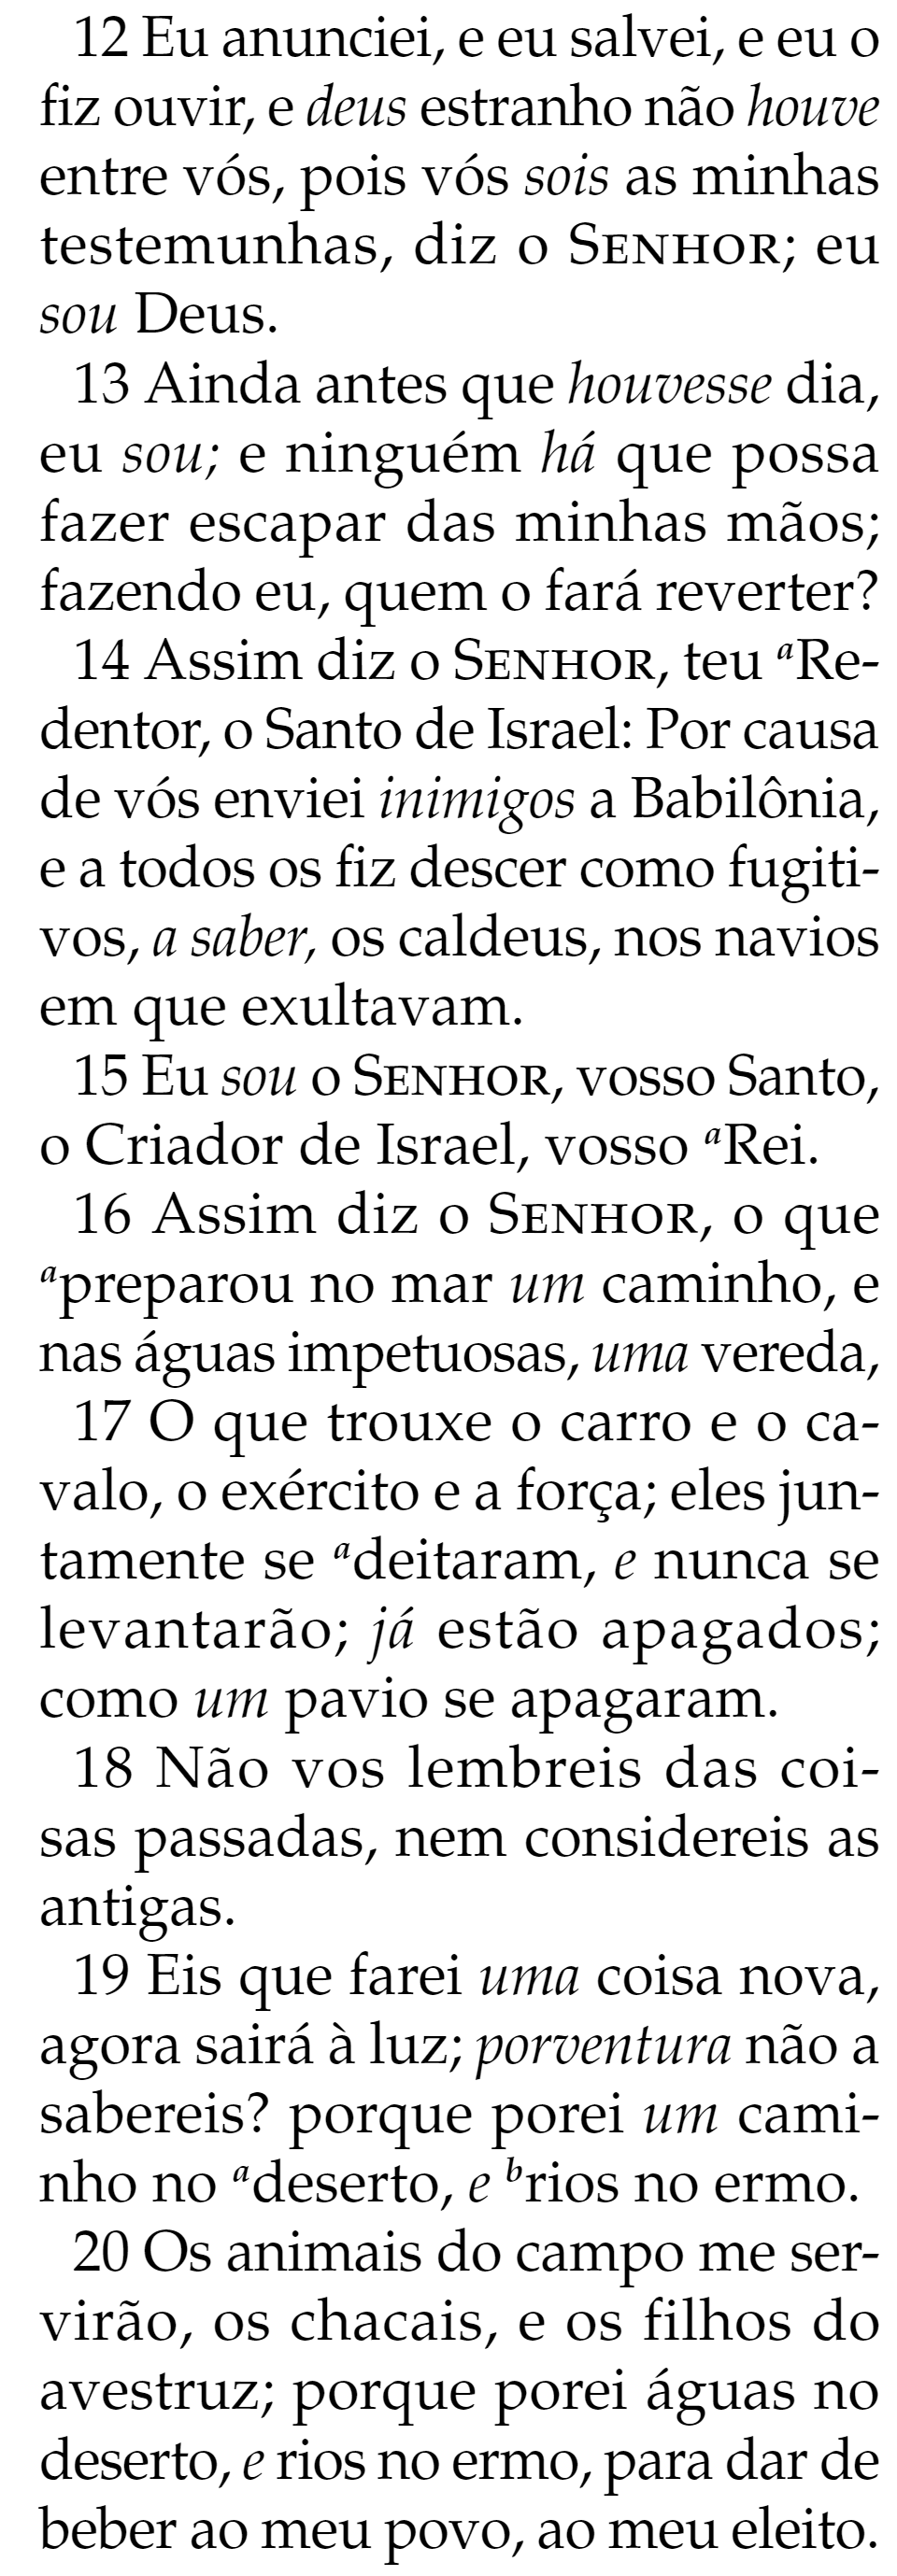 12 Eu anunciei, e eu salvei, e eu o
fiz ouvir, e deus estranho não houve
entre vós, pois vós sois as minhas
testemunhas, diz o SENHOR; eu
sou Deus.
13 Ainda antes que houvesse dia,
eu sou; e ninguém há que possa
fazer escapar das minhas mãos;
fazendo eu, quem o fará reverter?
14 Assim diz o SENHOR, teu ᵃRe-
dentor, o Santo de Israel: Por causa
de vós enviei inimigos a Babilônia,
e a todos os fiz descer como fugiti-
vos, a saber, os caldeus, nos navios
em que exultavam.
15 Eu sou o SENHOR, vosso Santo,
o Criador de Israel, vosso ᵃRei.
16 Assim diz o SENHOR, o que
ᵃpreparou no mar um caminho, e
nas águas impetuosas, uma vereda,
17 O que trouxe o carro e o ca-
valo, o exército e a força; eles jun-
tamente se ᵃdeitaram, e nunca se
levantarão; já estão apagados;
como um pavio se apagaram.
18 Não vos lembreis das coi-
sas passadas, nem considereis as
antigas.
19 Eis que farei uma coisa nova,
agora sairá à luz; porventura não a
sabereis? porque porei um cami-
nho no ᵃdeserto, e ᵇrios no ermo.
20 Os animais do campo me ser-
virão, os chacais, e os filhos do
avestruz; porque porei águas no
deserto, e rios no ermo, para dar de
beber ao meu povo, ao meu eleito.